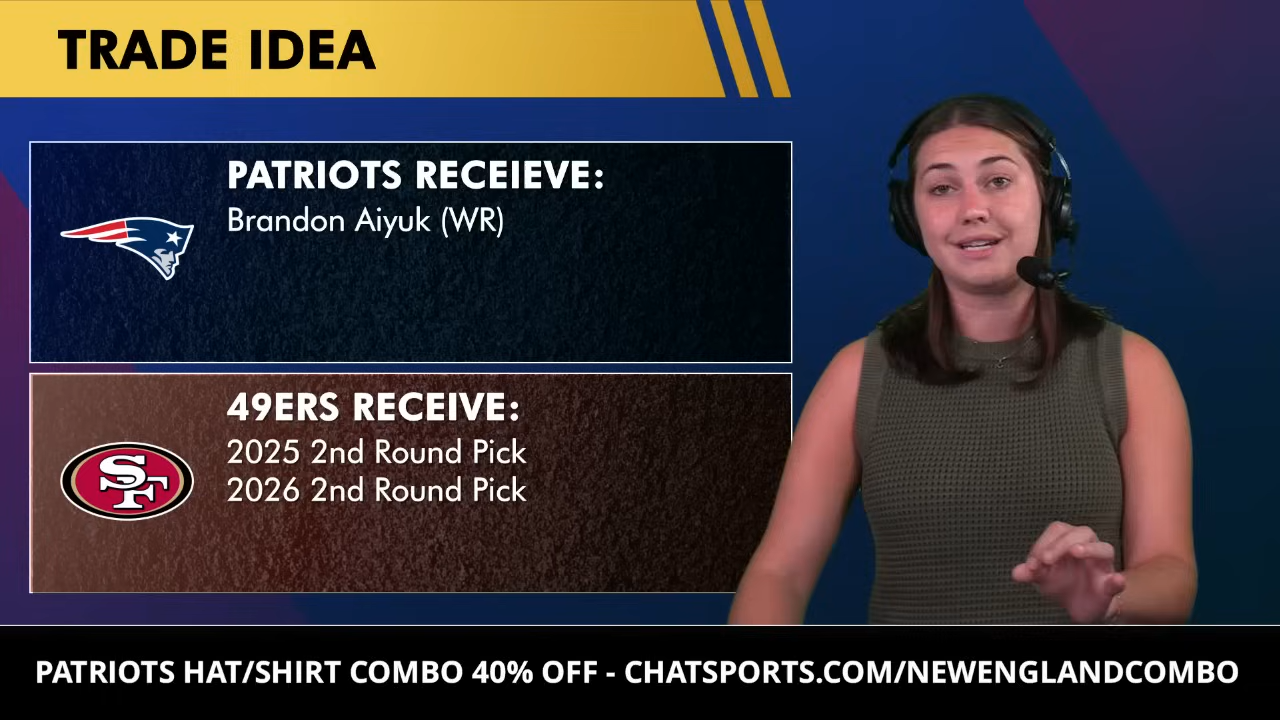 TRADE IDEA
PATRIOTS RECEIEVE:
Brandon Aiyuk (WR)
49ERS RECEIVE:
2025 2nd Round Pick
2026 2nd Round Pick
SF
PATRIOTS HAT/SHIRT COMBO 40% OFF - CHATSPORTS.COM/NEWENGLANDCOMBO